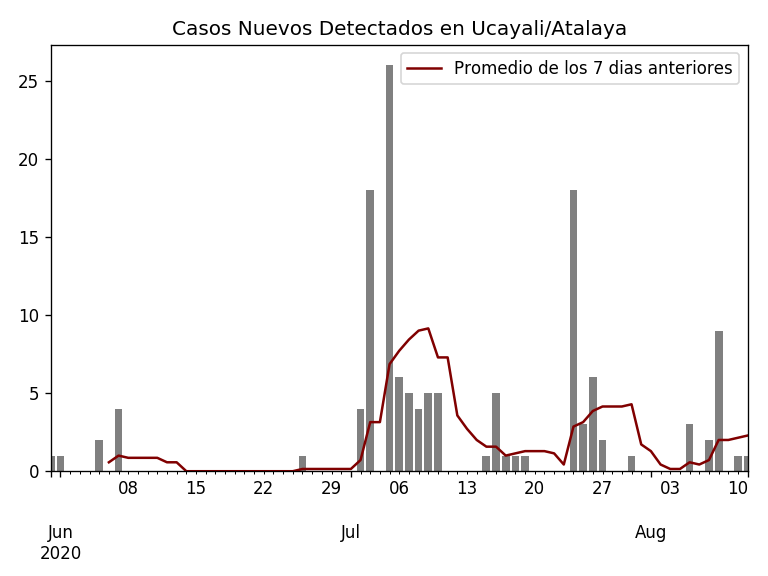 Casos Nuevos Detectados en Ucayali/Atalaya
Promedio de los 7 dias anteriores
25
20
15
10
5
0
08 15 22 29 06 13 20 27 03 10
Jun Jul Aug
2020